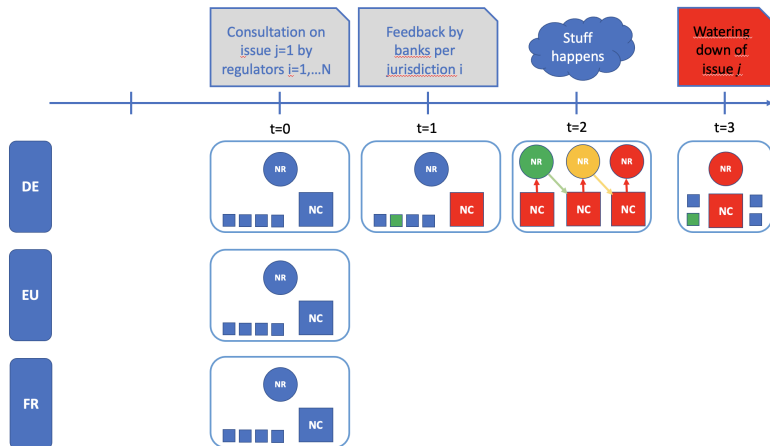 Consultation on
issue j=1 by
regulators i=1,...N
Feedback by
banks per
jurisdiction i
Stuff
happens
Watering
down of
issue j
t=0
t=1
t=2
t=3
DE
NR
NC
NR
NC
NR
NR
NR
NC
NC
NC
NR
NC
EU
NR
NC
FR
NR
NC